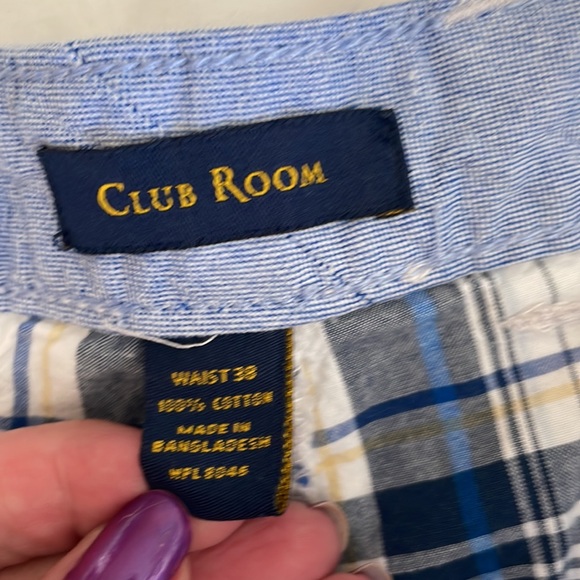 CLUB ROOM
WAIST 38
100% COTTON
MADE IN
BANGLADESH
WPL 8046